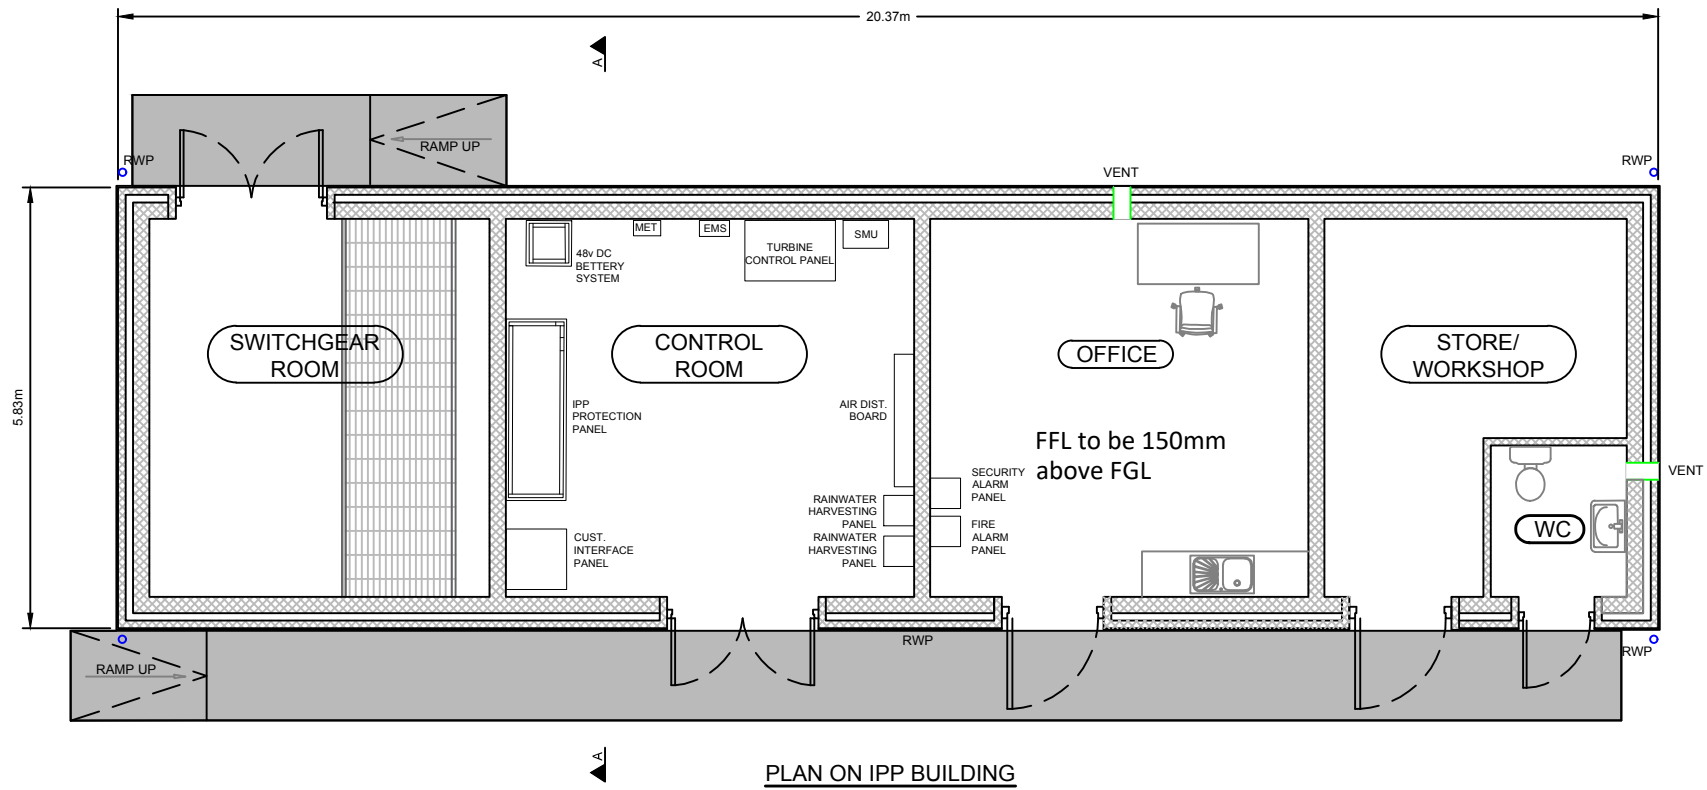 20.37m
A
RAMP UP
RWP
RWP
VENT
MET
EMS
TURBINE
CONTROL PANEL
SMU
48v DC
BETTERY
SYSTEM
SWITCHGEAR
ROOM
CONTROL
ROOM
OFFICE
STORE/
WORKSHOP
5.83m
IPP
PROTECTION
PANEL
AIR DIST.
BOARD
FFL to be 150mm
above FGL
SECURITY
ALARM
PANEL
VENT
RAINWATER
HARVESTING
PANEL
FIRE
ALARM
PANEL
WC
CUST.
INTERFACE
PANEL
RAINWATER
HARVESTING
PANEL
RWP
RWP
RAMP UP
A
PLAN ON IPP BUILDING